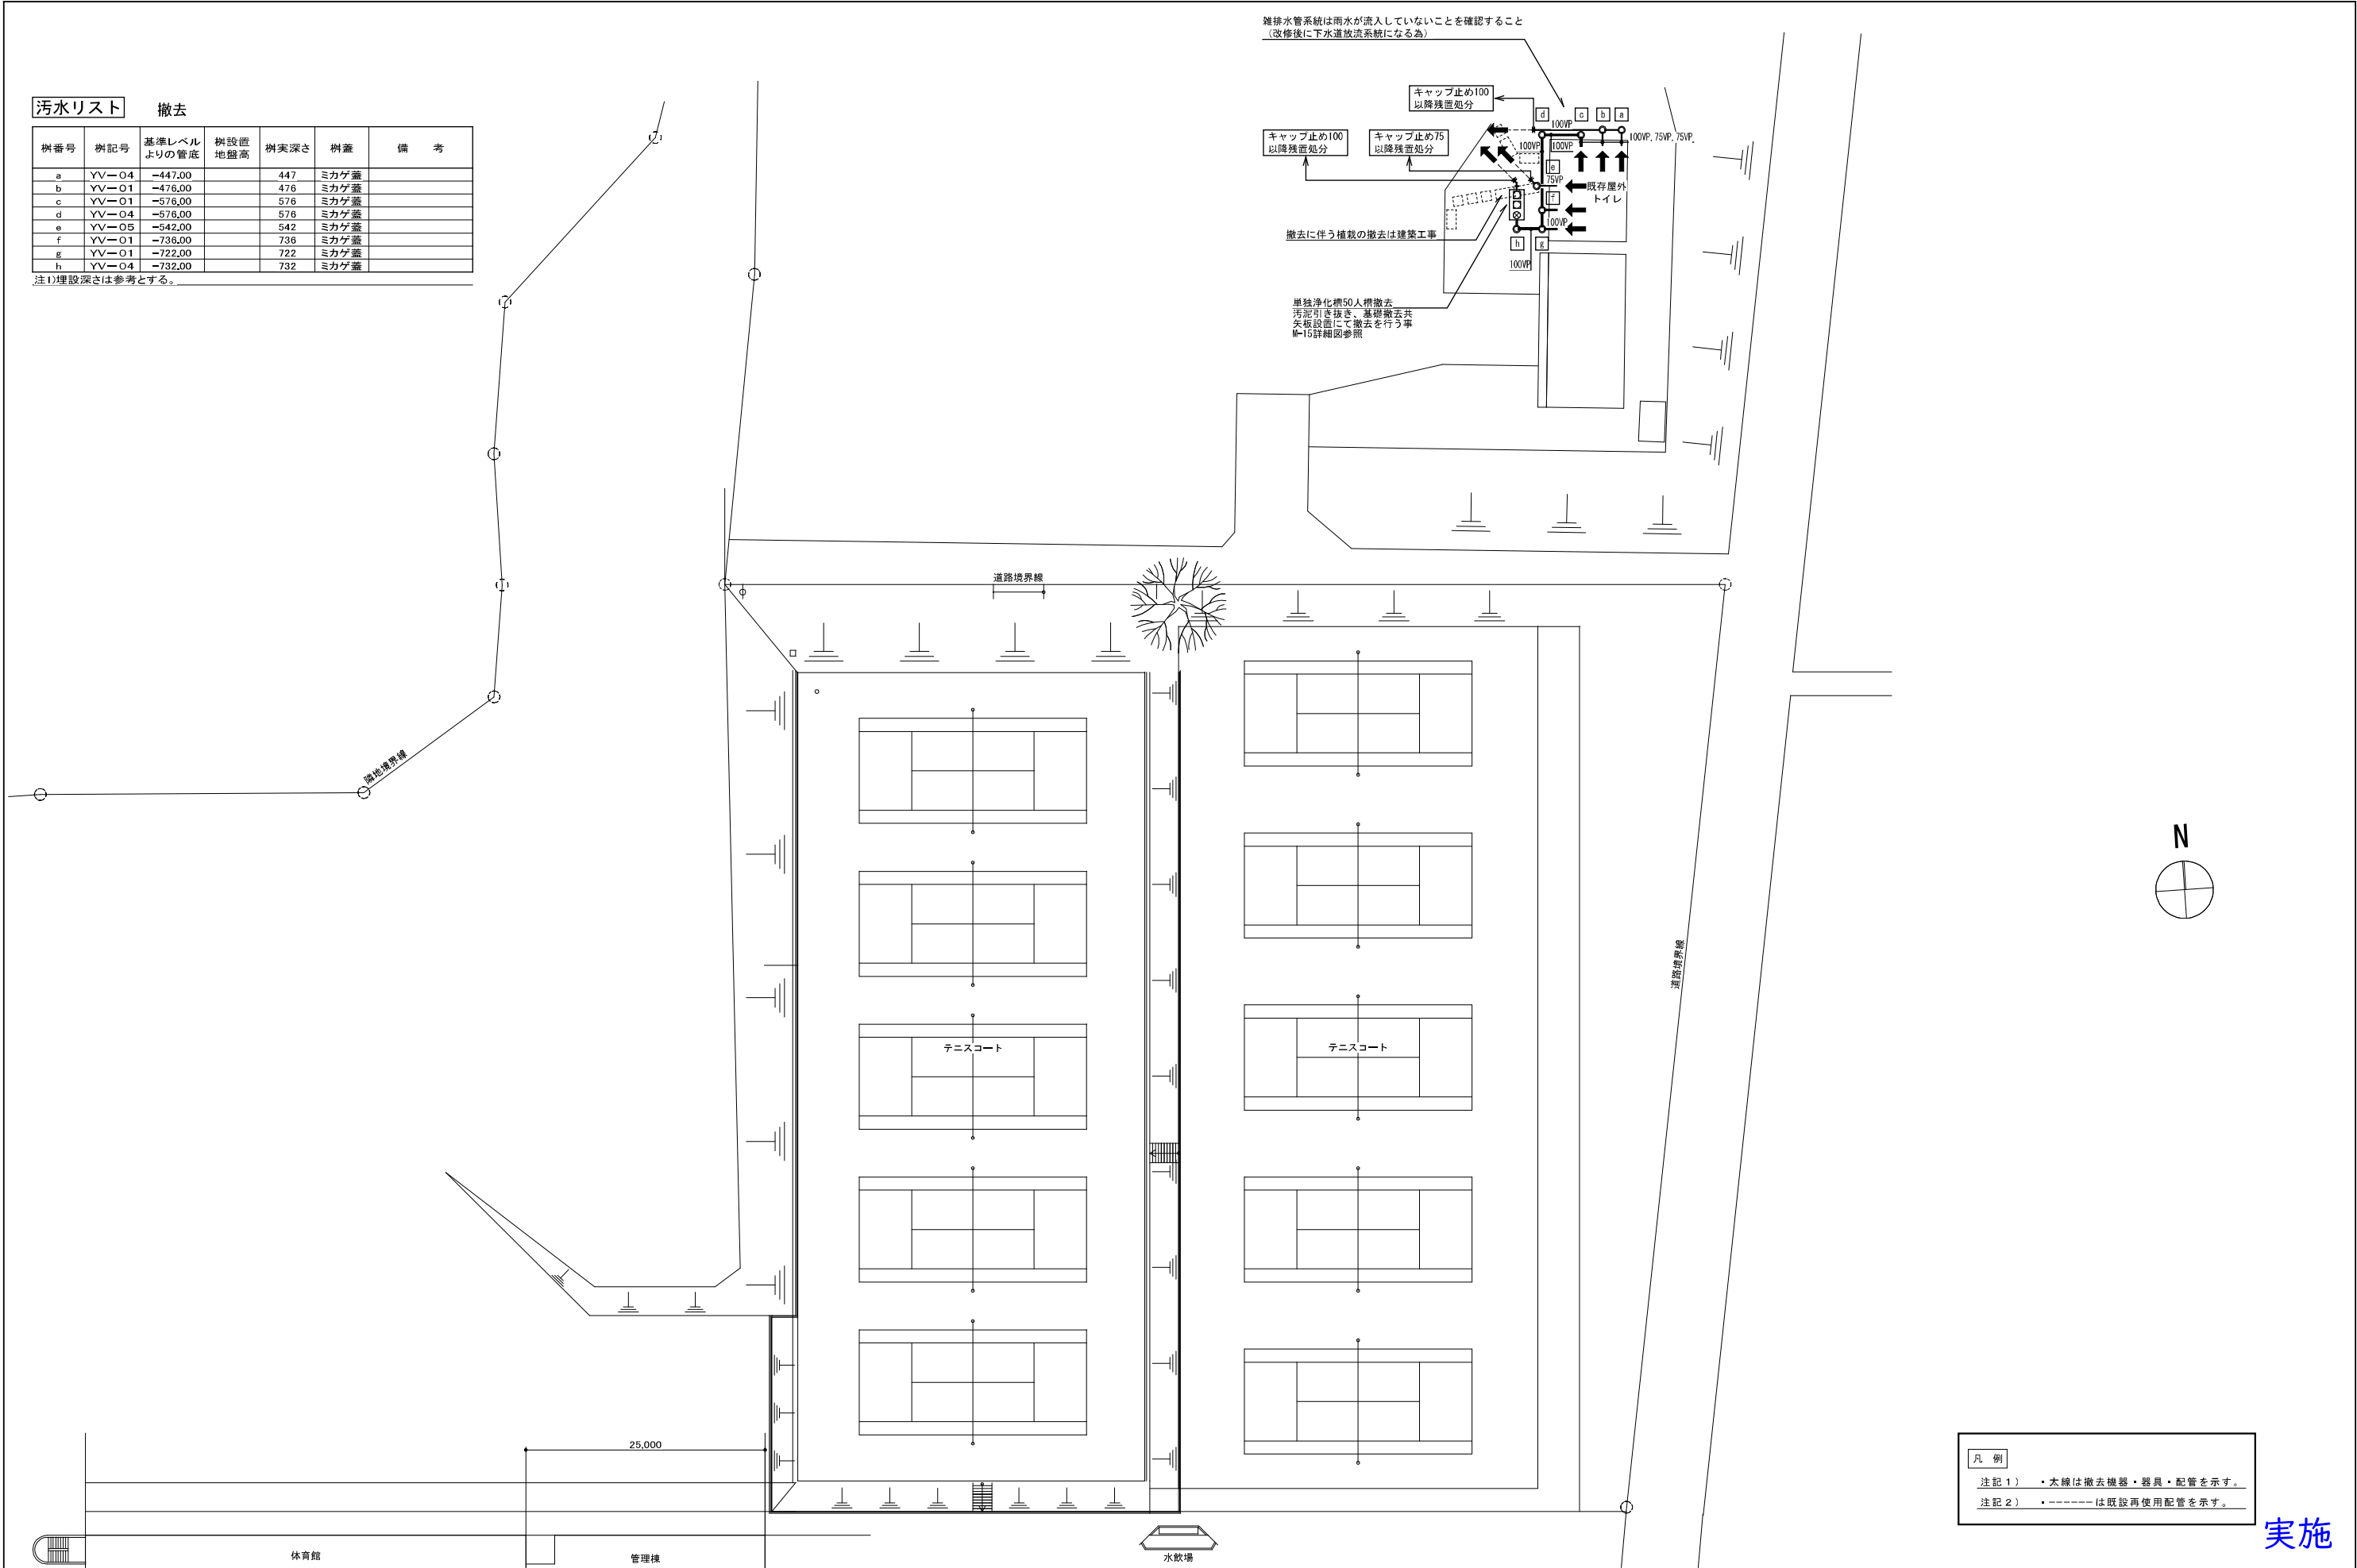 雑排水管系統は雨水が流入していないことを確認すること
(改修後に下水道放流系統になる為)
汚水リスト 撤去
桝番号 桝記号 基準レベルよりの管底 桝設置地盤高 桝実深さ 桝蓋 備 考
a YV−04 −447.00 447 ミカゲ蓋
b YV−01 −476.00 476 ミカゲ蓋
c YV−01 −576.00 576 ミカゲ蓋
d YV−04 −576.00 576 ミカゲ蓋
e YV−05 −542.00 542 ミカゲ蓋
f YV−01 −736.00 736 ミカゲ蓋
g YV−01 −722.00 722 ミカゲ蓋
h YV−04 −732.00 732 ミカゲ蓋
注1)埋設深さは参考とする。
キャップ止め100
以降残置処分
キャップ止め100
以降残置処分
キャップ止め75
以降残置処分
d c b a
100VP
100VP, 75VP, 75VP
100VP
100VP
e
75VP
既存屋外
トイレ
f
100VP
h g
100VP
撤去に伴う植栽の撤去は建築工事
単独浄化槽50人槽撤去
汚泥引き抜き、基礎撤去共
矢板設置にて撤去を行う事
M-15詳細図参照
道路境界線
隣地境界線
N
道路境界線
テニスコート
テニスコート
25,000
体育館
管理棟
水飲場
凡 例
注記1) ・太線は撤去機器・器具・配管を示す。
注記2) ・------は既設再使用配管を示す。
実施